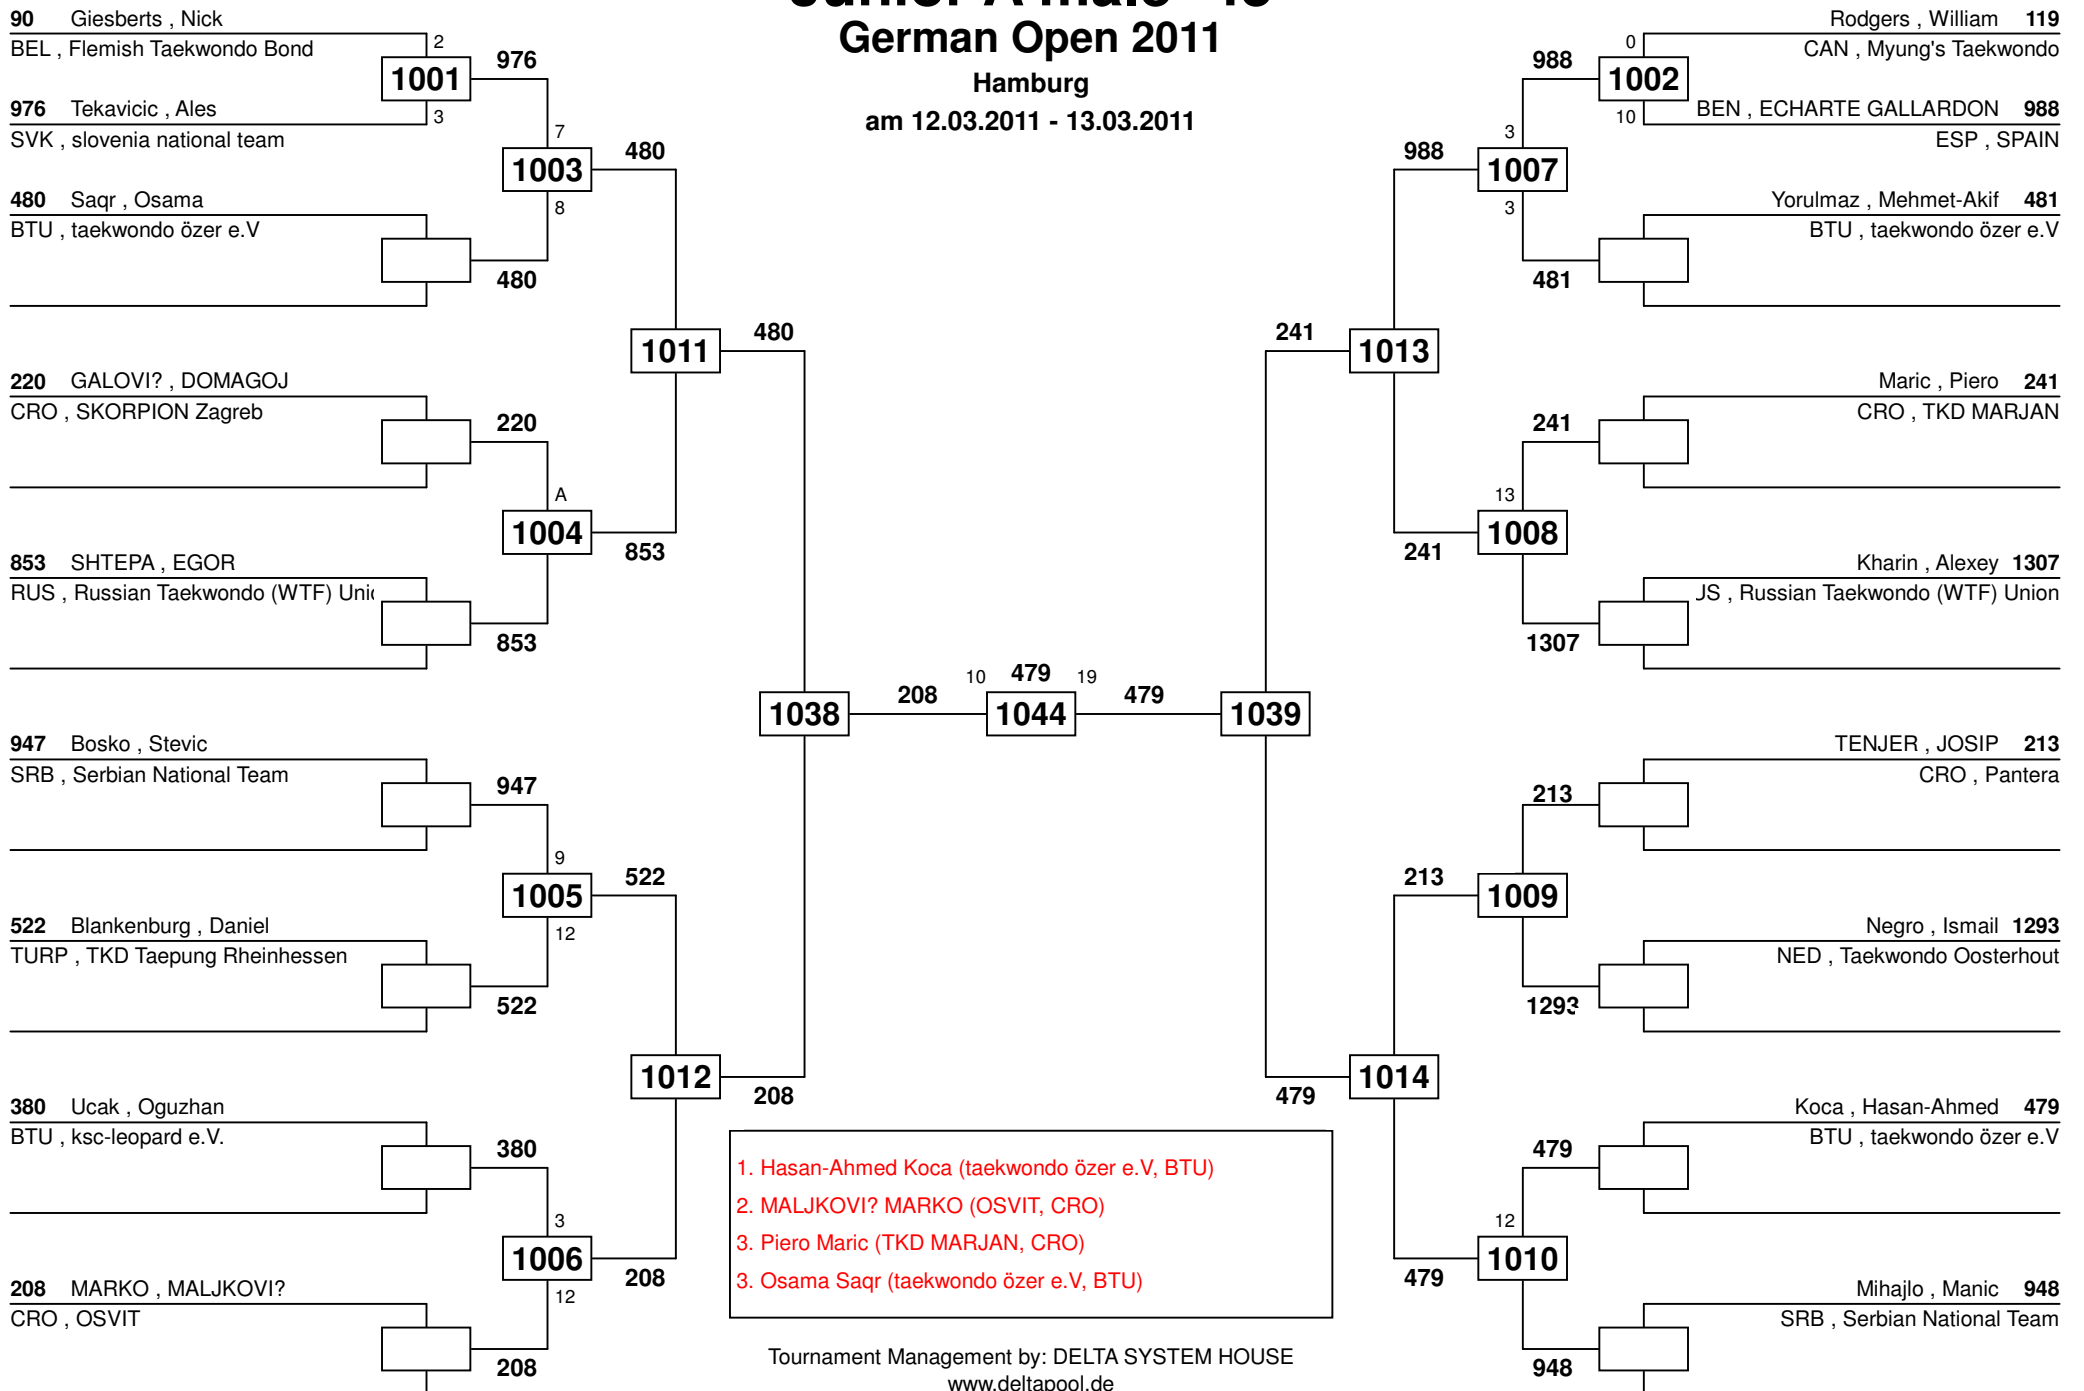 German Open 2011
Hamburg
am 12.03.2011 - 13.03.2011
90 Giesberts , Nick
BEL , Flemish Taekwondo Bond
2
1001
976
3
976 Tekavicic , Ales
SVK , slovenia national team
7
1003
480
8
480 Saqr , Osama
BTU , taekwondo özer e.V
480
1011
480
220 GALOVI? , DOMAGOJ
CRO , SKORPION Zagreb
220
A
1004
853
853 SHTEPA , EGOR
RUS , Russian Taekwondo (WTF)
853
1038
208
10
479
19
1044
479
1039
947 Bosko , Stevic
SRB , Serbian National Team
947
9
1005
522
12
522 Blankenburg , Daniel
TURP , TKD Taepung Rheinhessen
522
1012
208
380 Ucak , Oguzhan
BTU , ksc-leopard e.V.
380
3
1006
208
12
208 MARKO , MALJKOVI?
CRO , OSVIT
208
Rodgers , William 119
CAN , Myung's Taekwondo
0
1002
988
10
BEN , ECHARTE GALLARDON 988
ESP , SPAIN
3
1007
988
3
Yorulmaz , Mehmet-Akif 481
BTU , taekwondo özer e.V
481
1013
241
Maric , Piero 241
CRO , TKD MARJAN
241
13
1008
241
Kharin , Alexey 1307
, Russian Taekwondo (WTF) Union
1307
TENJER , JOSIP 213
CRO , Pantera
213
1009
213
Negro , Ismail 1293
NED , Taekwondo Oosterhout
1293
1014
479
Koca , Hasan-Ahmed 479
BTU , taekwondo özer e.V
479
12
1010
479
Mihajlo , Manic 948
SRB , Serbian National Team
948
1. Hasan-Ahmed Koca (taekwondo özer e.V, BTU)
2. MALJKOVI? MARKO (OSVIT, CRO)
3. Piero Maric (TKD MARJAN, CRO)
3. Osama Saqr (taekwondo özer e.V, BTU)
Tournament Management by: DELTA SYSTEM HOUSE
www.deltapool.de